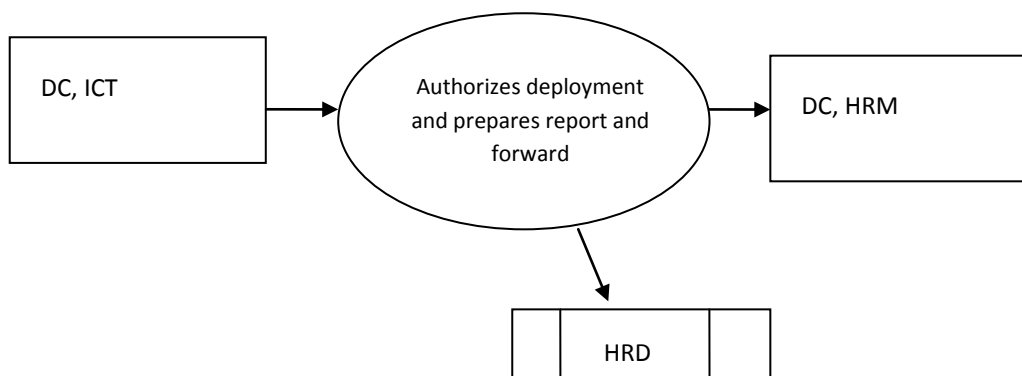 DC, ICT
Authorizes deployment
and prepares report and
forward
DC, HRM
HRD